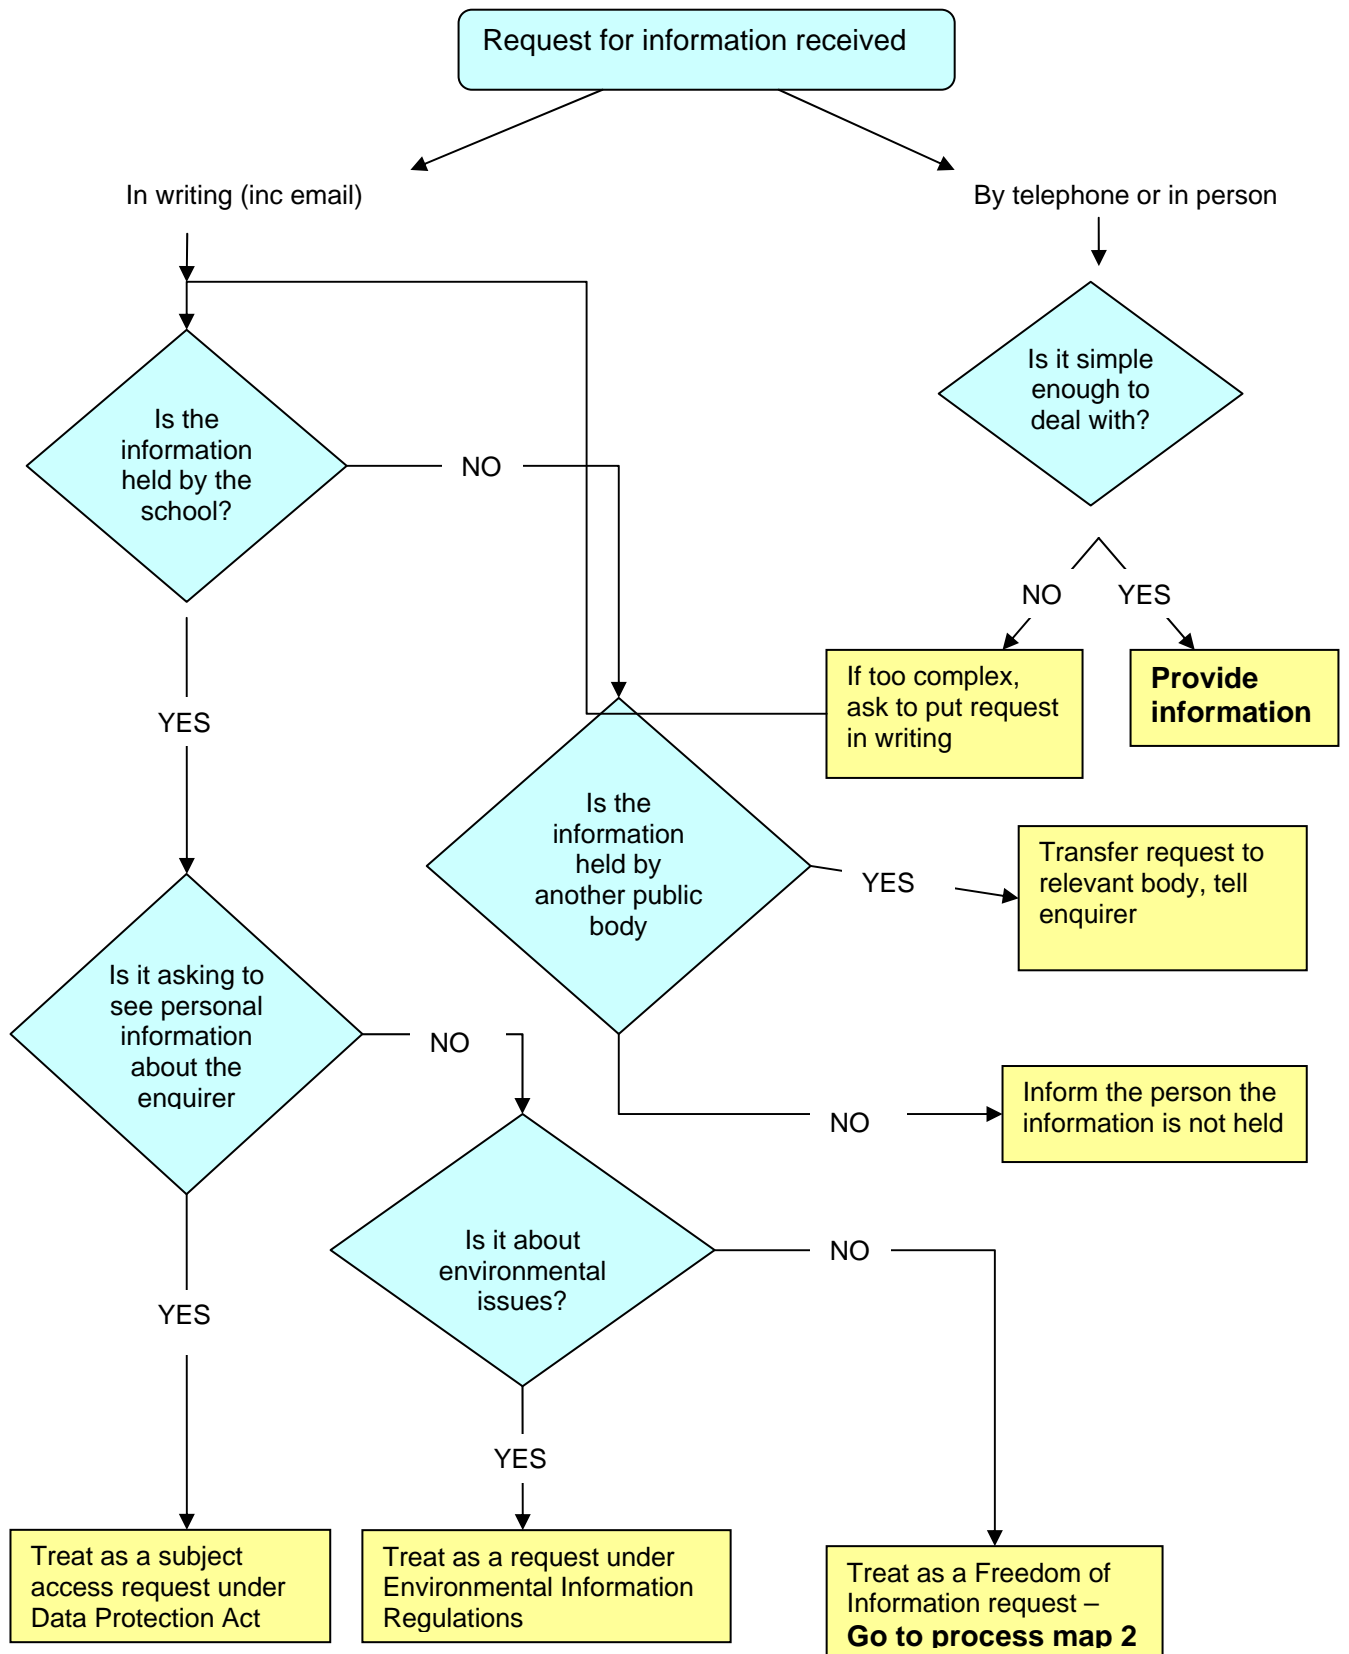 Request for information received
In writing (inc email)
By telephone or in person
Is it simple
enough to
deal with?
Is the
information
held by the
school?
NO
NO
YES
If too complex,
ask to put request
in writing
Provide
information
YES
Is the
information
held by
another public
body
YES
Transfer request to
relevant body, tell
enquirer
Is it asking to
see personal
information
about the
enquirer
NO
Inform the person the
information is not held
NO
Is it about
environmental
issues?
NO
YES
YES
Treat as a subject
access request under
Data Protection Act
Treat as a request under
Environmental Information
Regulations
Treat as a Freedom of
Information request –
Go to process map 2